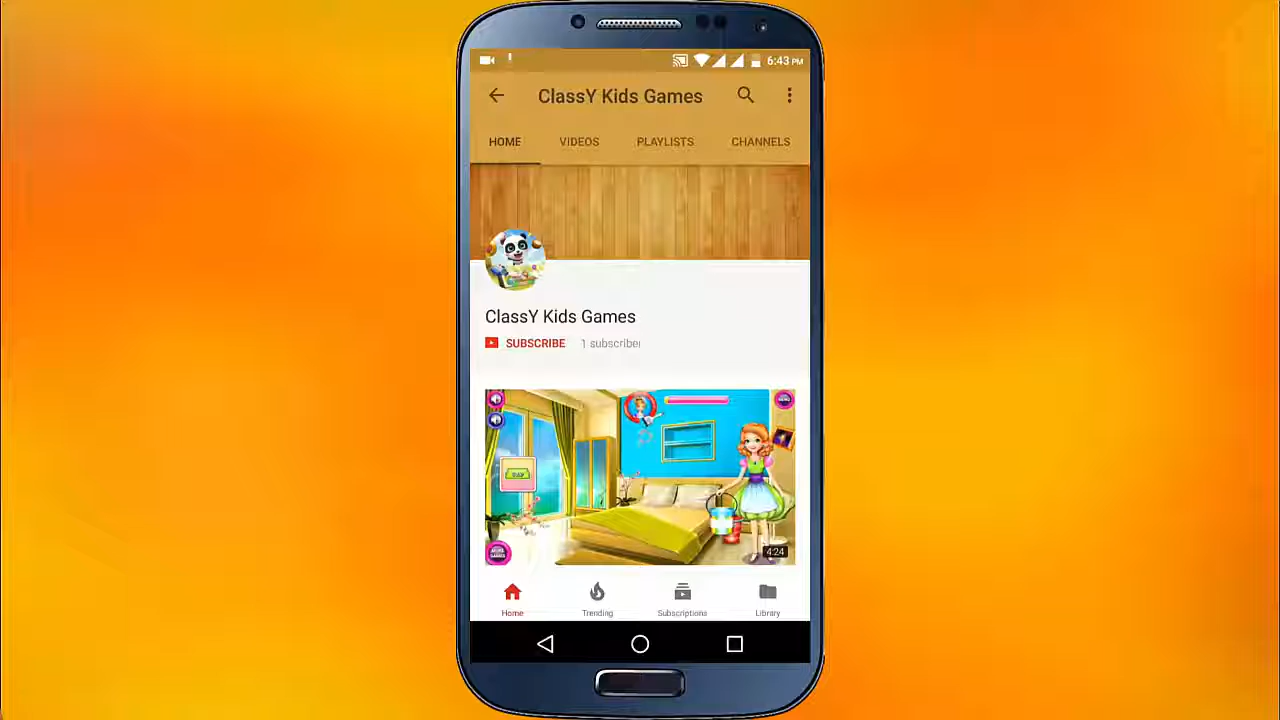 6:43 PM
ClassY Kids Games
HOME VIDEOS PLAYLISTS CHANNELS
ClassY Kids Games
SUBSCRIBE 1 subscriber
4:24
Home Trending Subscriptions Library